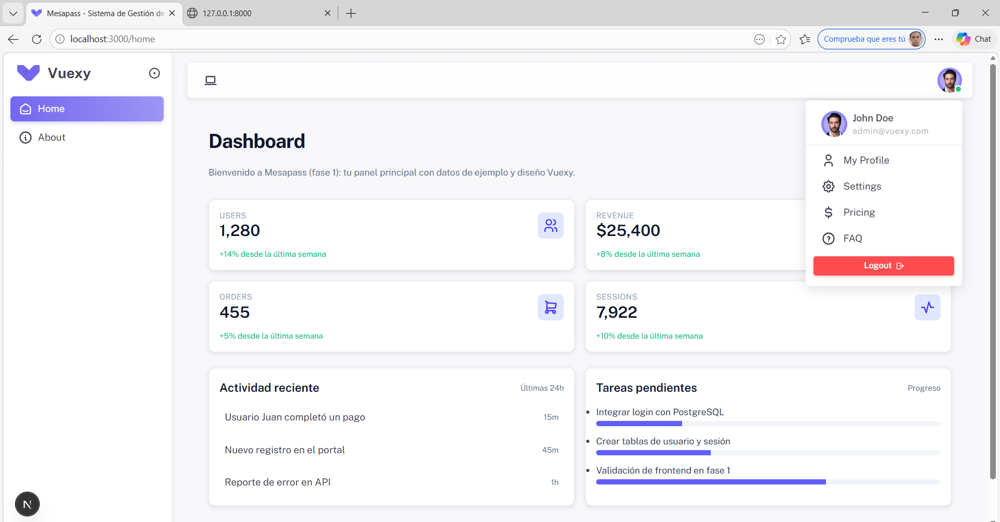 Mesapass - Sistema de Gestión de
127.0.0.1:8000
localhost:3000/home
Comprueba que eres tú
Chat
Vuexy
Home
About
John Doe
admin@vuexy.com
My Profile
Settings
Pricing
FAQ
Logout
Dashboard
Bienvenido a Mesapass (fase 1): tu panel principal con datos de ejemplo y diseño Vuexy.
USERS
1,280
+14% desde la última semana
REVENUE
$25,400
+8% desde la última semana
ORDERS
455
+5% desde la última semana
SESSIONS
7,922
+10% desde la última semana
Actividad reciente
Últimas 24h
Usuario Juan completó un pago
15m
Nuevo registro en el portal
45m
Reporte de error en API
1h
Tareas pendientes
Progreso
Integrar login con PostgreSQL
Crear tablas de usuario y sesión
Validación de frontend en fase 1
N